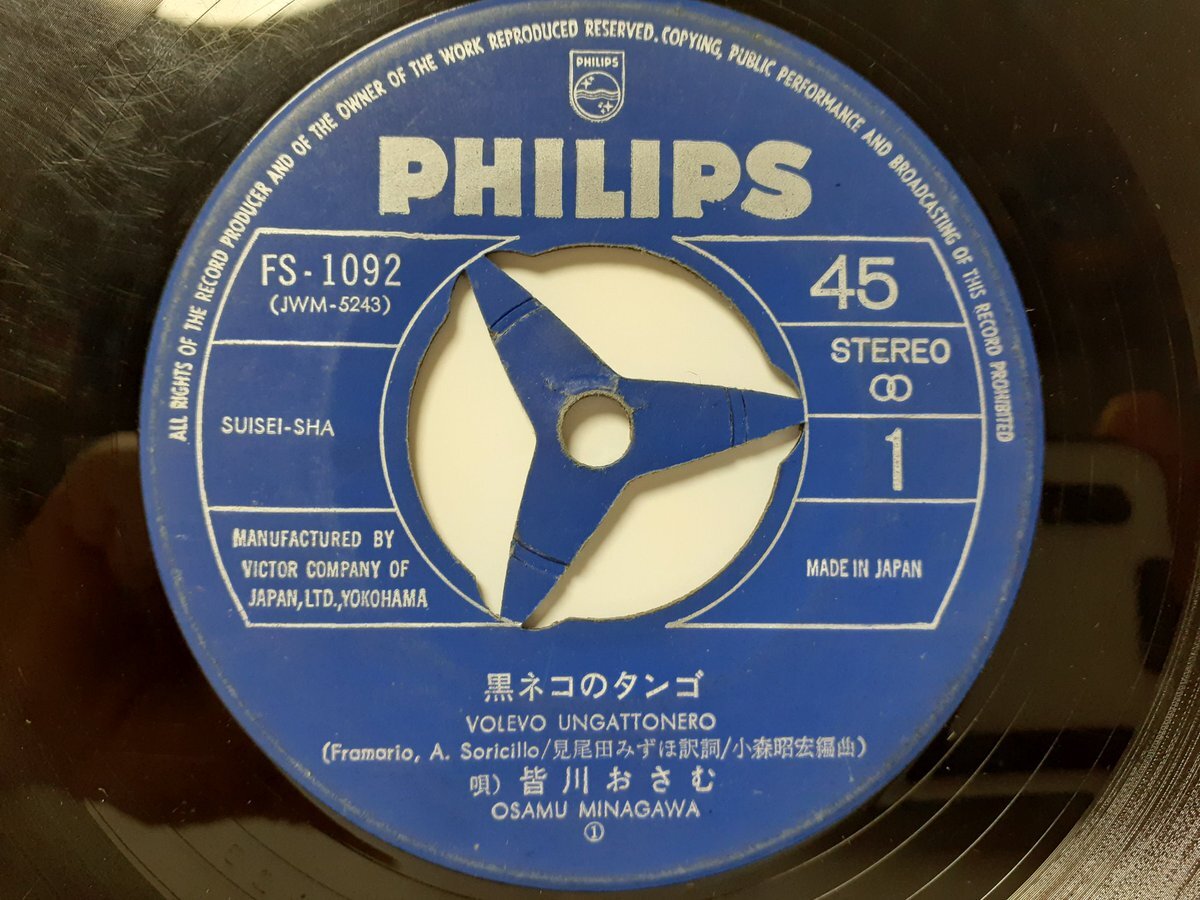 ALL RIGHTS OF THE RECORD PRODUCER AND OF THE OWNER OF THE WORK REPRODUCED RESERVED. COPYING, PUBLIC PERFORMANCE AND BROADCASTING OF THIS RECORD PROHIBITED
PHILIPS
PHILIPS
FS-1092
(JWM-5243)
SUISEI-SHA
MANUFACTURED BY
VICTOR COMPANY OF
JAPAN, LTD., YOKOHAMA
45
STEREO
1
MADE IN JAPAN
黒ネコのタンゴ
VOLEVO UNGATTONERO
(Framario, A. Soricillo/見尾田みずほ訳詞/小森昭宏編曲)
唄) 皆川おさむ
OSAMU MINAGAWA
①